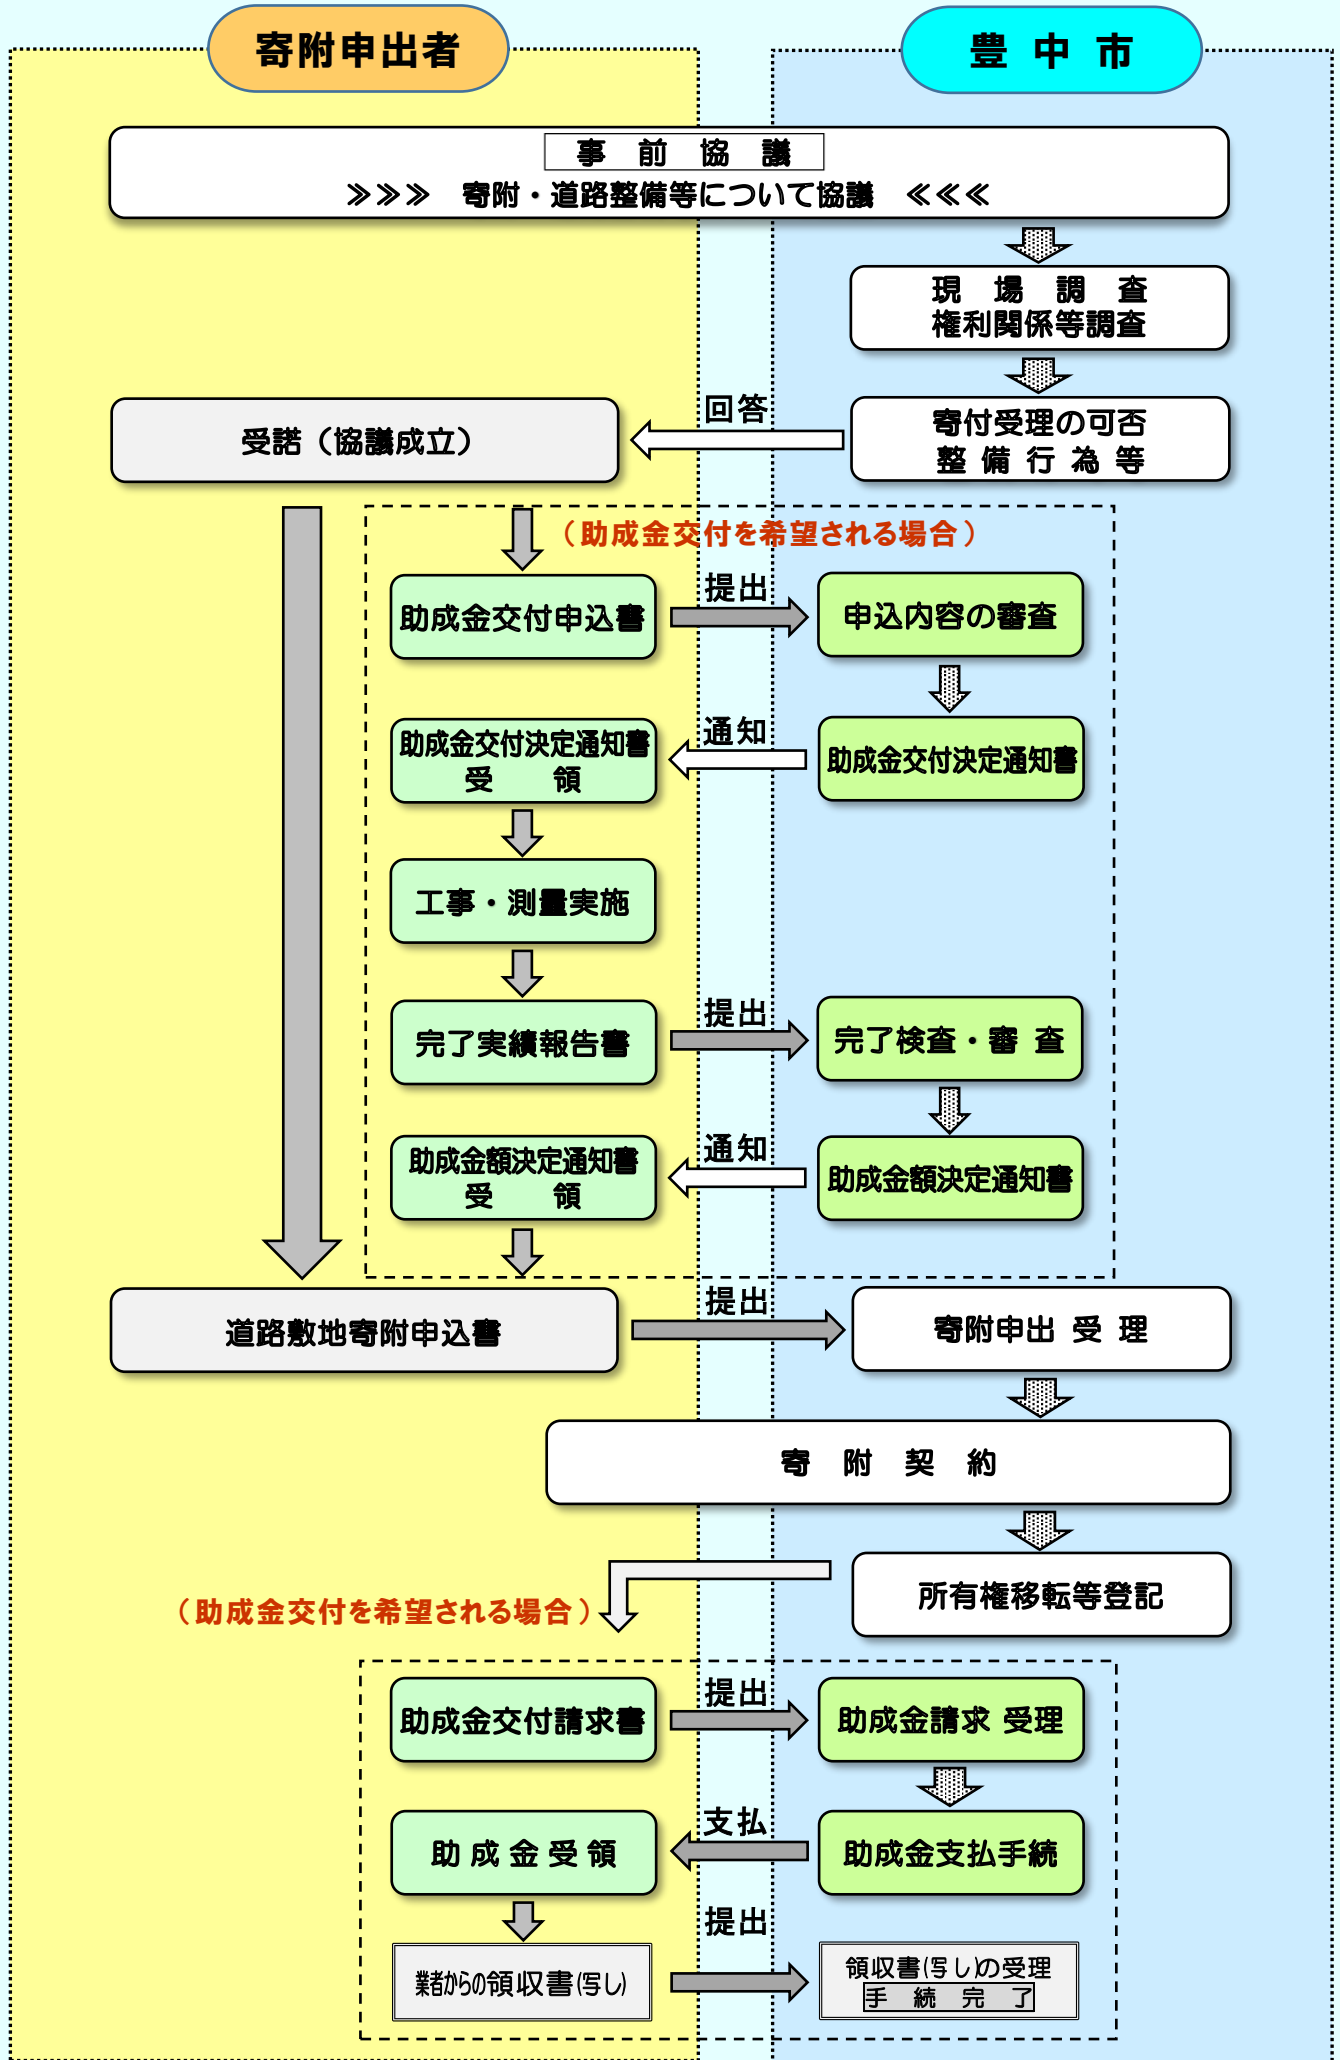 寄附申出者
豊 中 市
事 前 協 議
≫≫≫ 寄附・道路整備等について協議 ≪≪≪
現 場 調 査
権利関係等調査
回答
受諾（協議成立）
寄付受理の可否
整 備 行 為 等
（助成金交付を希望される場合）
提出
助成金交付申込書
申込内容の審査
通知
助成金交付決定通知書
受 領
助成金交付決定通知書
工事・測量実施
提出
完了実績報告書
完了検査・審 査
通知
助成金額決定通知書
受 領
助成金額決定通知書
提出
道路敷地寄附申込書
寄附申出 受 理
寄 附 契 約
所有権移転等登記
（助成金交付を希望される場合）
提出
助成金交付請求書
助成金請求 受理
支払
助 成 金 受 領
助成金支払手続
提出
業者からの領収書(写し)
領収書(写し)の受理
手 続 完 了